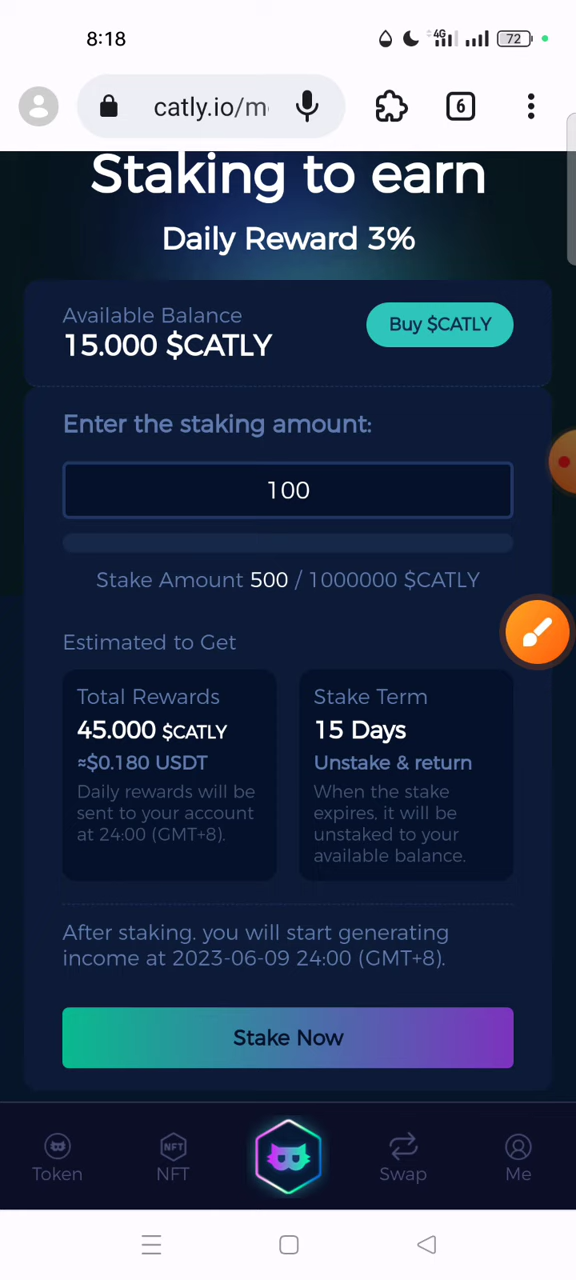 8:18
4G
72
catly.io/m
6
Staking to earn
Daily Reward 3%
Available Balance
15.000 $CATLY
Buy $CATLY
Enter the staking amount:
100
Stake Amount 500 / 1000000 $CATLY
Estimated to Get
Total Rewards
45.000 $CATLY
≈$0.180 USDT
Daily rewards will be
sent to your account
at 24:00 (GMT+8).
Stake Term
15 Days
Unstake & return
When the stake
expires, it will be
unstaked to your
available balance.
After staking. you will start generating
income at 2023-06-09 24:00 (GMT+8).
Stake Now
Token
NFT
NFT
Swap
Me